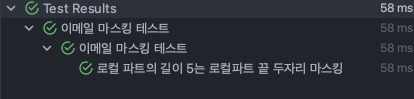 Test Results 58 ms
이메일 마스킹 테스트 58 ms
이메일 마스킹 테스트 58 ms
로컬 파트의 길이 5는 로컬파트 끝 두자리 마스킹 58 ms